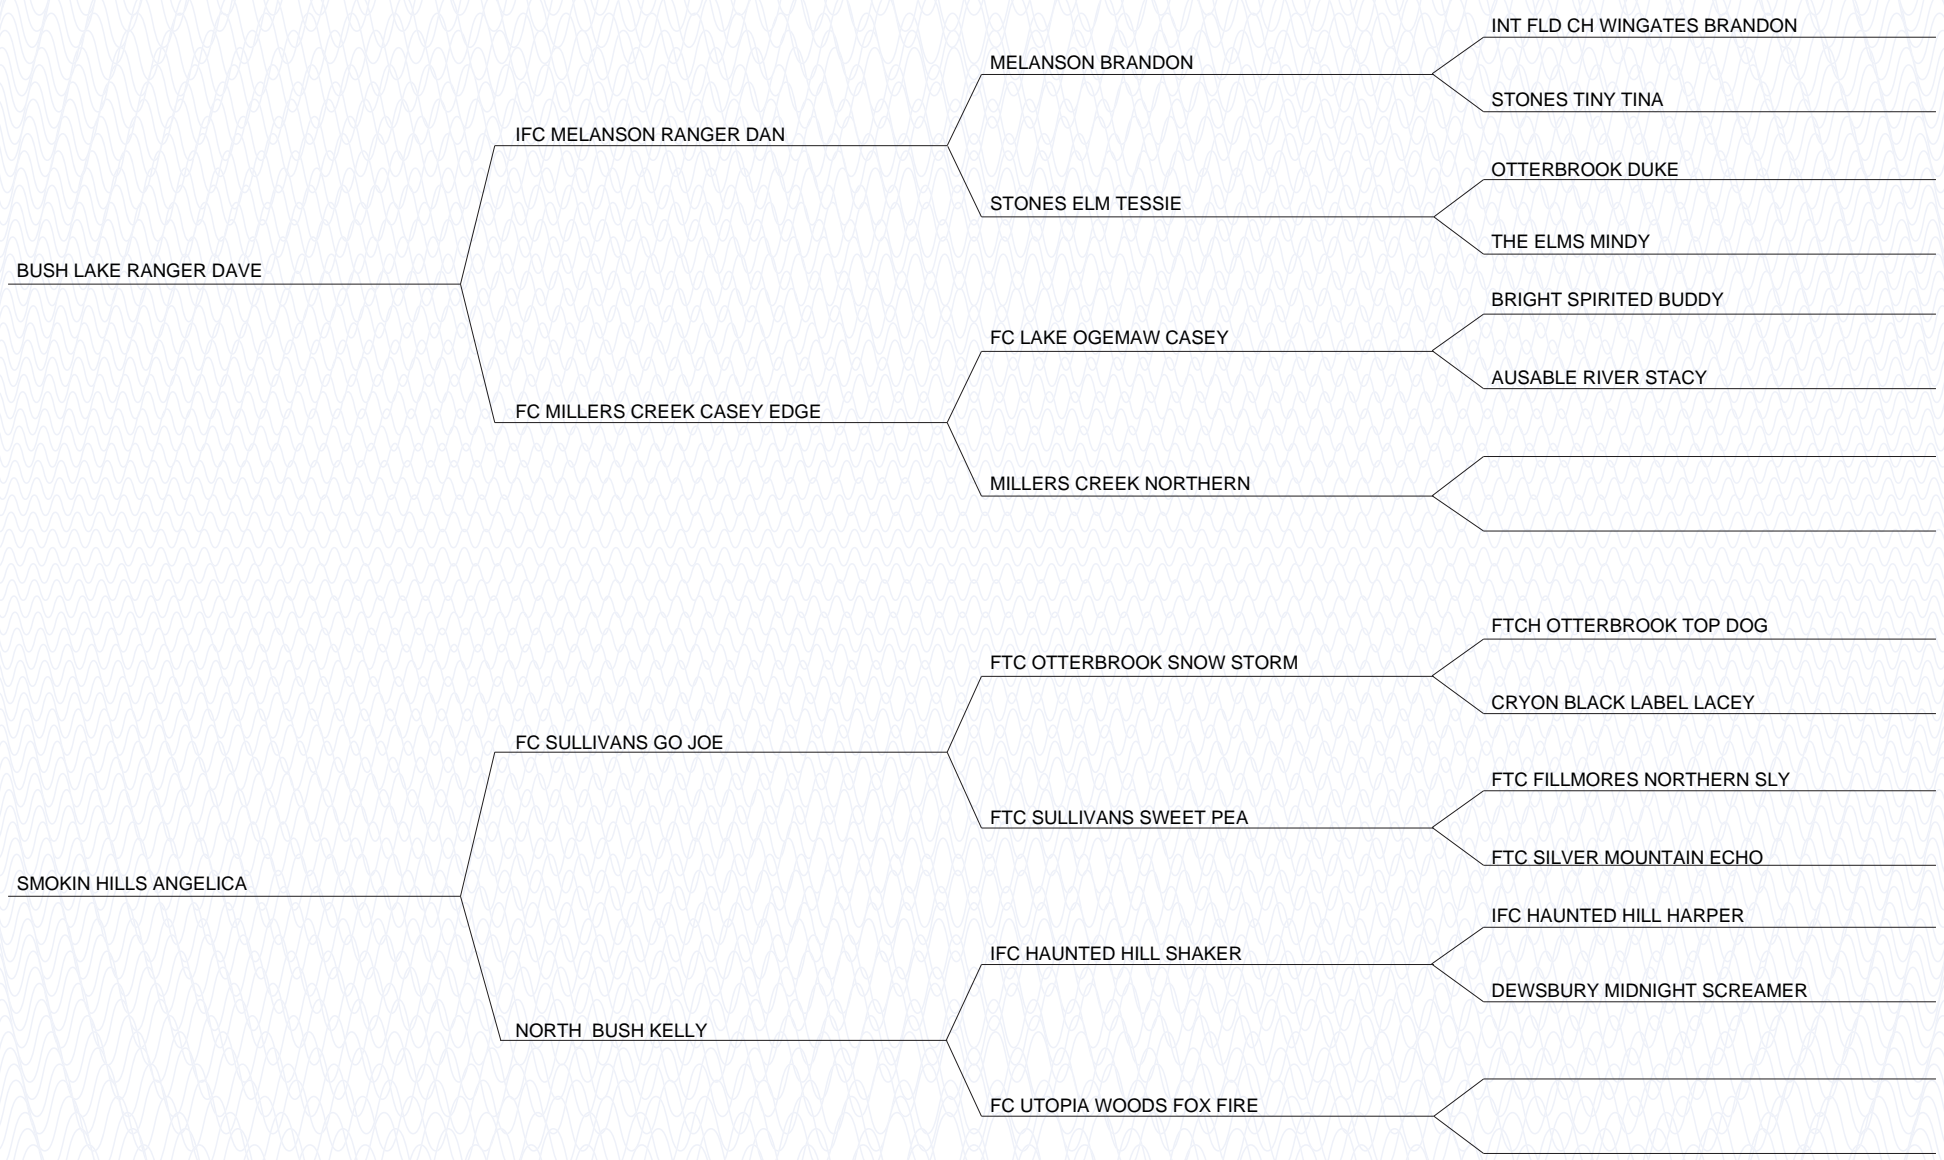 INT FLD CH WINGATES BRANDON
MELANSON BRANDON
STONES TINY TINA
IFC MELANSON RANGER DAN
OTTERBROOK DUKE
STONES ELM TESSIE
THE ELMS MINDY
BUSH LAKE RANGER DAVE
BRIGHT SPIRITED BUDDY
FC LAKE OGEMAW CASEY
AUSABLE RIVER STACY
FC MILLERS CREEK CASEY EDGE
MILLERS CREEK NORTHERN
FTCH OTTERBROOK TOP DOG
FTC OTTERBROOK SNOW STORM
CRYON BLACK LABEL LACEY
FC SULLIVANS GO JOE
FTC FILLMORES NORTHERN SLY
FTC SULLIVANS SWEET PEA
FTC SILVER MOUNTAIN ECHO
SMOKIN HILLS ANGELICA
IFC HAUNTED HILL HARPER
IFC HAUNTED HILL SHAKER
DEWSBURY MIDNIGHT SCREAMER
NORTH  BUSH KELLY
FC UTOPIA WOODS FOX FIRE